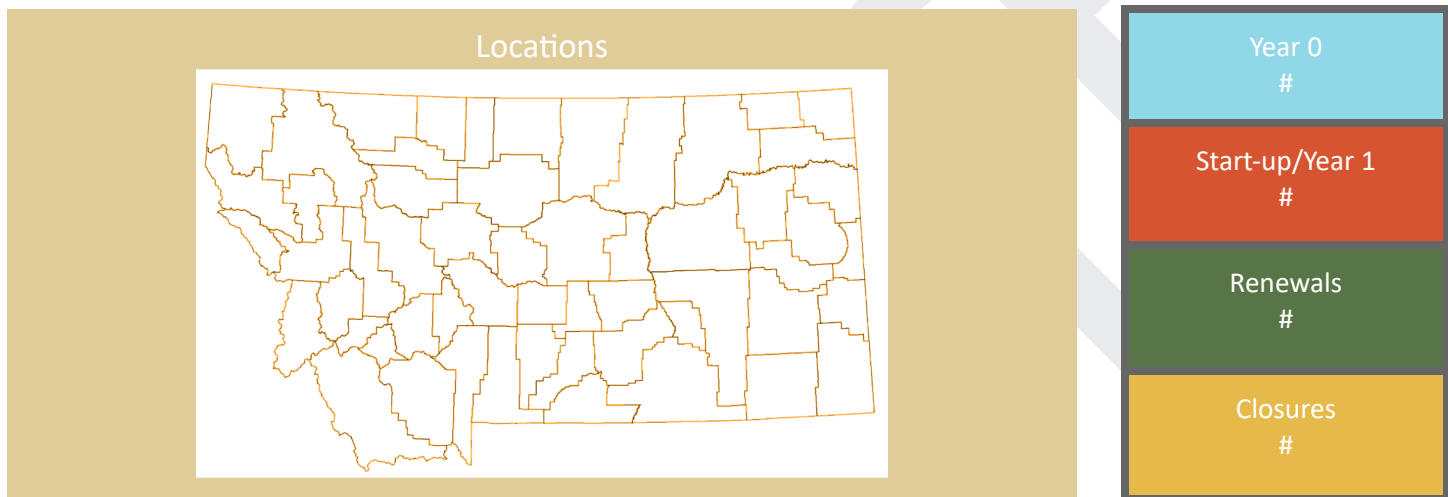 Locations
Year 0
#
Start-up/Year 1
#
Renewals
#
Closures
#